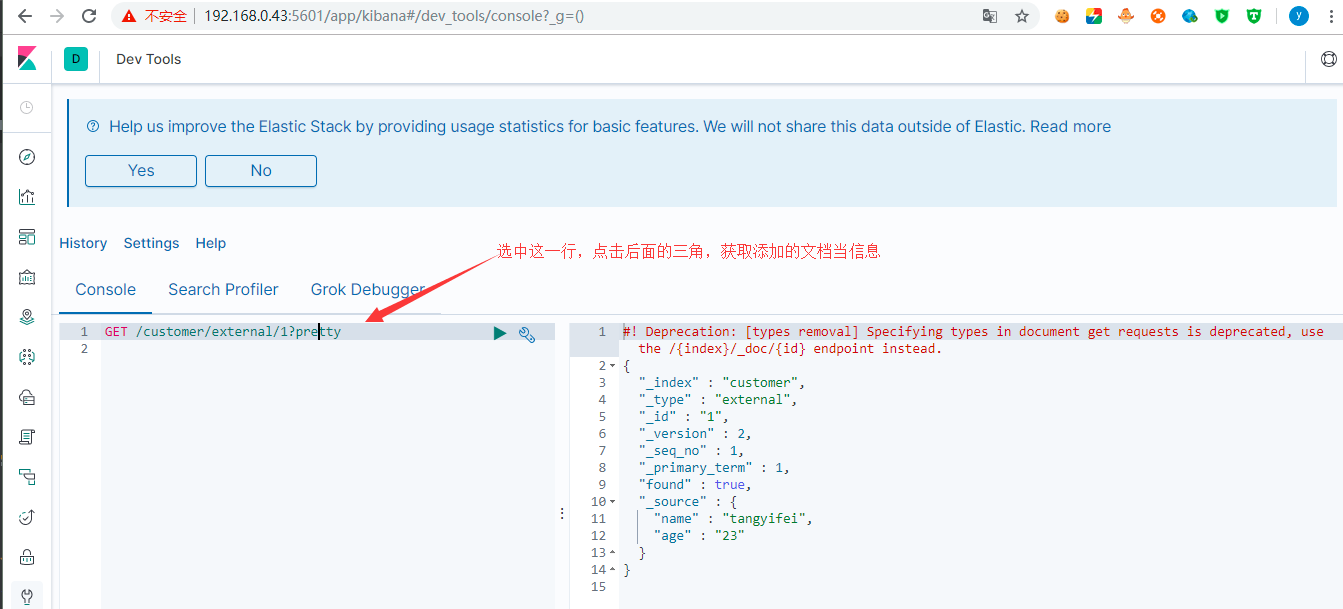 不安全 192.168.0.43:5601/app/kibana#/dev_tools/console?_g=()
y
D Dev Tools
Help us improve the Elastic Stack by providing usage statistics for basic features. We will not share this data outside of Elastic. Read more
Yes No
History Settings Help
选中这一行，点击后面的三角，获取添加的文档当信息
Console Search Profiler Grok Debugger
1 GET /customer/external/1?pretty
2
1 #! Deprecation: [types removal] Specifying types in document get requests is deprecated, use
the /{index}/_doc/{id} endpoint instead.
2 {
3 "_index" : "customer",
4 "_type" : "external",
5 "_id" : "1",
6 "_version" : 2,
7 "_seq_no" : 1,
8 "_primary_term" : 1,
9 "found" : true,
10 "_source" : {
11 "name" : "tangyifei",
12 "age" : "23"
13 }
14 }
15